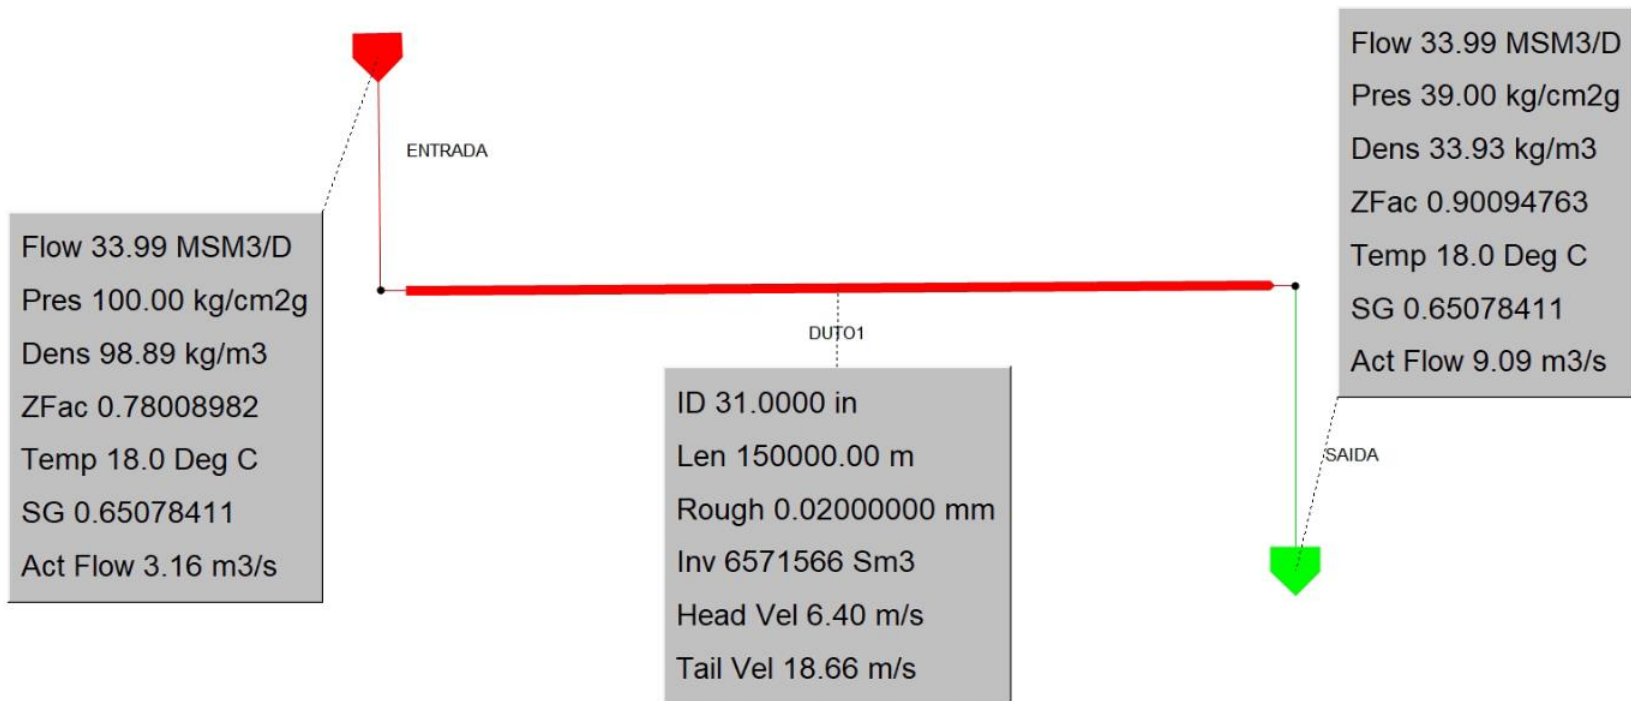 ENTRADA
Flow 33.99 MSM3/D
Pres 100.00 kg/cm2g
Dens 98.89 kg/m3
ZFac 0.78008982
Temp 18.0 Deg C
SG 0.65078411
Act Flow 3.16 m3/s
DUTO1
ID 31.0000 in
Len 150000.00 m
Rough 0.02000000 mm
Inv 6571566 Sm3
Head Vel 6.40 m/s
Tail Vel 18.66 m/s
Flow 33.99 MSM3/D
Pres 39.00 kg/cm2g
Dens 33.93 kg/m3
ZFac 0.90094763
Temp 18.0 Deg C
SG 0.65078411
Act Flow 9.09 m3/s
SAIDA